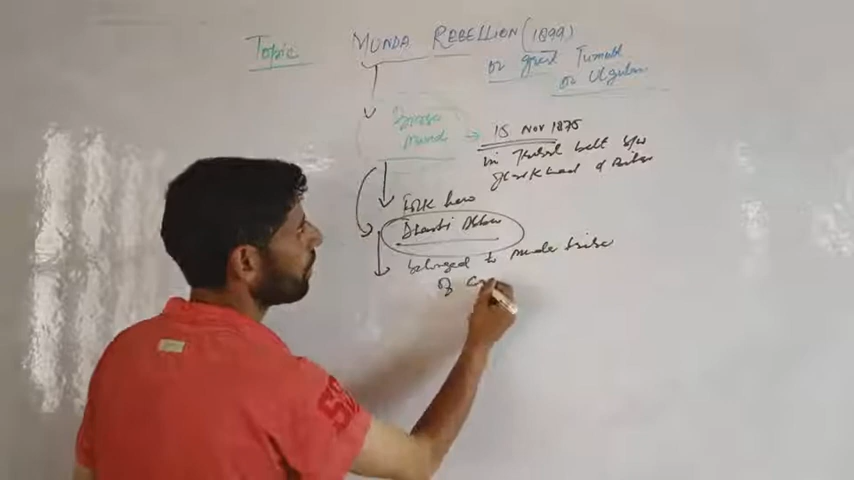 Topic MUNDA REBELLION (1899)
or great Tumult
or Ulgulan
Birsa
Mund → 15 Nov 1875
in Tribal belt b/w
Jharkhand & Bihar
Folk hero
Dharti Abba
belonged to munda tribe
of